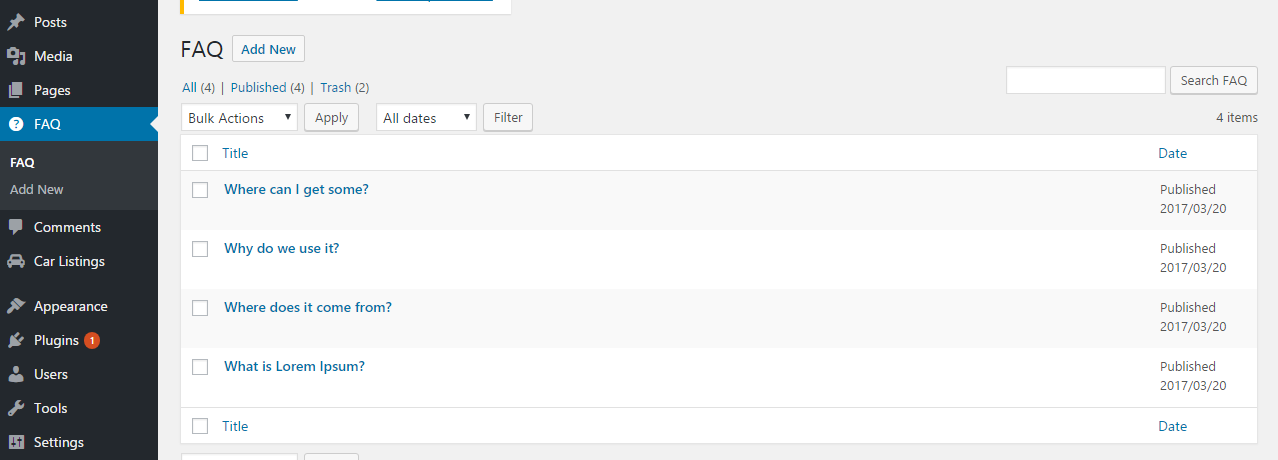 Posts
Media
Pages
FAQ
FAQ
Add New
Comments
Car Listings
Appearance
Plugins 1
Users
Tools
Settings
FAQ Add New
All (4) | Published (4) | Trash (2)
Search FAQ
Bulk Actions Apply All dates Filter 4 items
Title Date
Where can I get some? Published
2017/03/20
Why do we use it? Published
2017/03/20
Where does it come from? Published
2017/03/20
What is Lorem Ipsum? Published
2017/03/20
Title Date